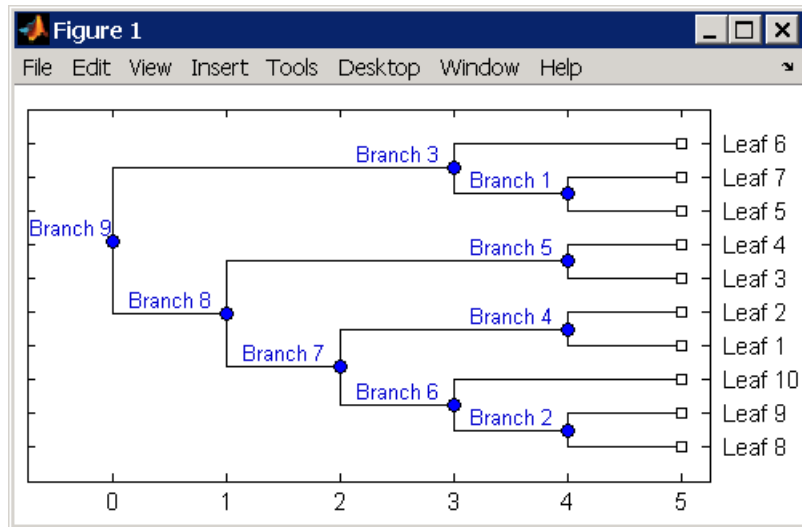 Figure 1
File Edit View Insert Tools Desktop Window Help
Branch 3
Leaf 6
Branch 1
Leaf 7
Leaf 5
Branch 9
Branch 5
Leaf 4
Leaf 3
Branch 8
Branch 4
Leaf 2
Leaf 1
Branch 7
Branch 6
Leaf 10
Branch 2
Leaf 9
Leaf 8
0 1 2 3 4 5